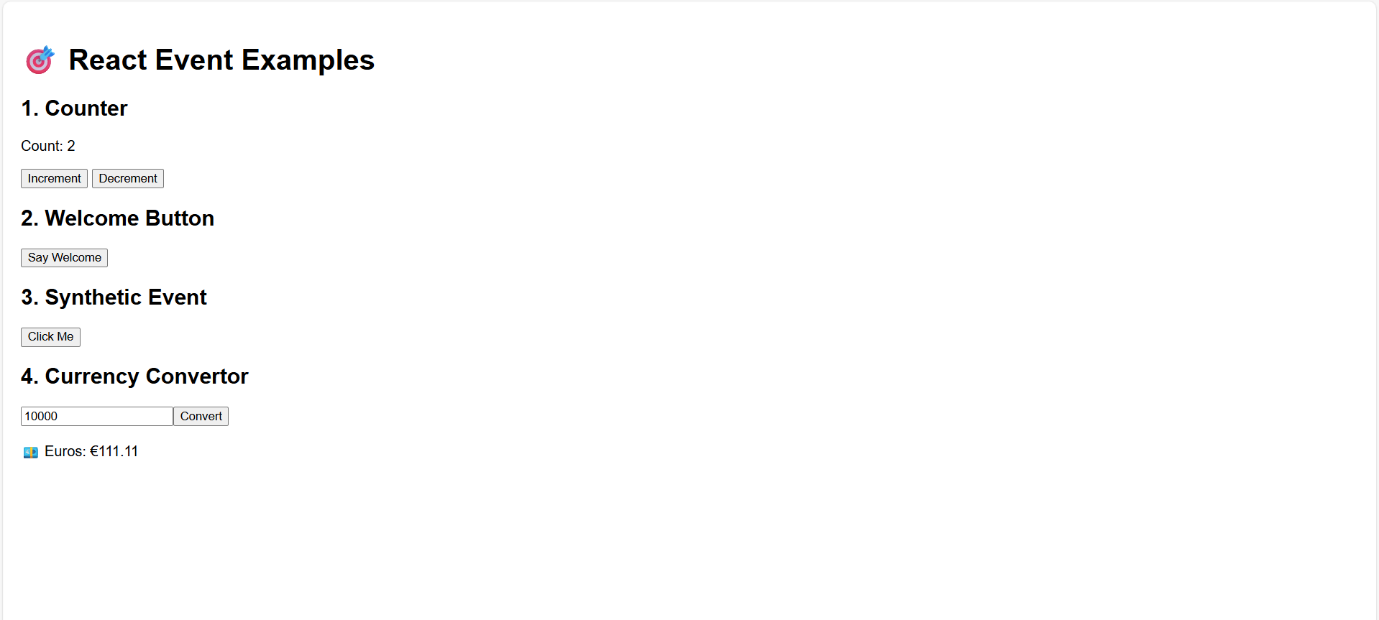 🎯 React Event Examples
1. Counter
Count: 2
Increment Decrement
2. Welcome Button
Say Welcome
3. Synthetic Event
Click Me
4. Currency Convertor
10000 Convert
💶 Euros: €111.11